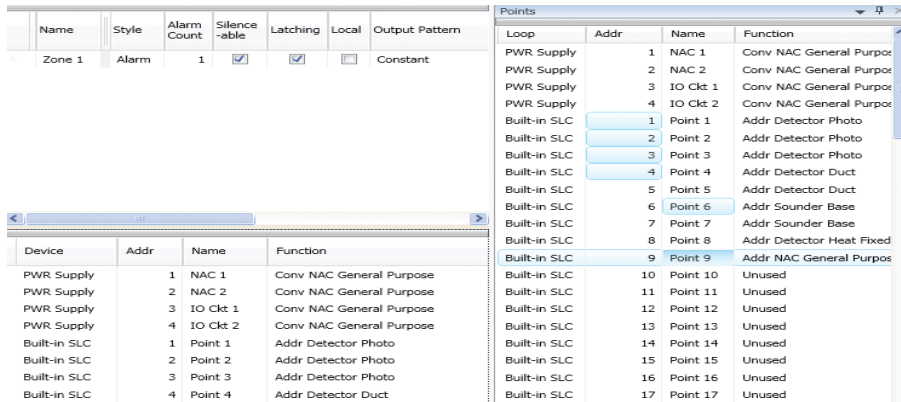 Name Style Alarm Count Silence -able Latching Local Output Pattern
Zone 1 Alarm 1 Constant
Device Addr Name Function
PWR Supply 1 NAC 1 Conv NAC General Purpose
PWR Supply 2 NAC 2 Conv NAC General Purpose
PWR Supply 3 IO Ckt 1 Conv NAC General Purpose
PWR Supply 4 IO Ckt 2 Conv NAC General Purpose
Built-in SLC 1 Point 1 Addr Detector Photo
Built-in SLC 2 Point 2 Addr Detector Photo
Built-in SLC 3 Point 3 Addr Detector Photo
Built-in SLC 4 Point 4 Addr Detector Duct
Points
Loop Addr Name Function
PWR Supply 1 NAC 1 Conv NAC General Purpos
PWR Supply 2 NAC 2 Conv NAC General Purpos
PWR Supply 3 IO Ckt 1 Conv NAC General Purpos
PWR Supply 4 IO Ckt 2 Conv NAC General Purpos
Built-in SLC 1 Point 1 Addr Detector Photo
Built-in SLC 2 Point 2 Addr Detector Photo
Built-in SLC 3 Point 3 Addr Detector Photo
Built-in SLC 4 Point 4 Addr Detector Duct
Built-in SLC 5 Point 5 Addr Detector Duct
Built-in SLC 6 Point 6 Addr Sounder Base
Built-in SLC 7 Point 7 Addr Sounder Base
Built-in SLC 8 Point 8 Addr Detector Heat Fixed
Built-in SLC 9 Point 9 Addr NAC General Purpos
Built-in SLC 10 Point 10 Unused
Built-in SLC 11 Point 11 Unused
Built-in SLC 12 Point 12 Unused
Built-in SLC 13 Point 13 Unused
Built-in SLC 14 Point 14 Unused
Built-in SLC 15 Point 15 Unused
Built-in SLC 16 Point 16 Unused
Built-in SLC 17 Point 17 Unused